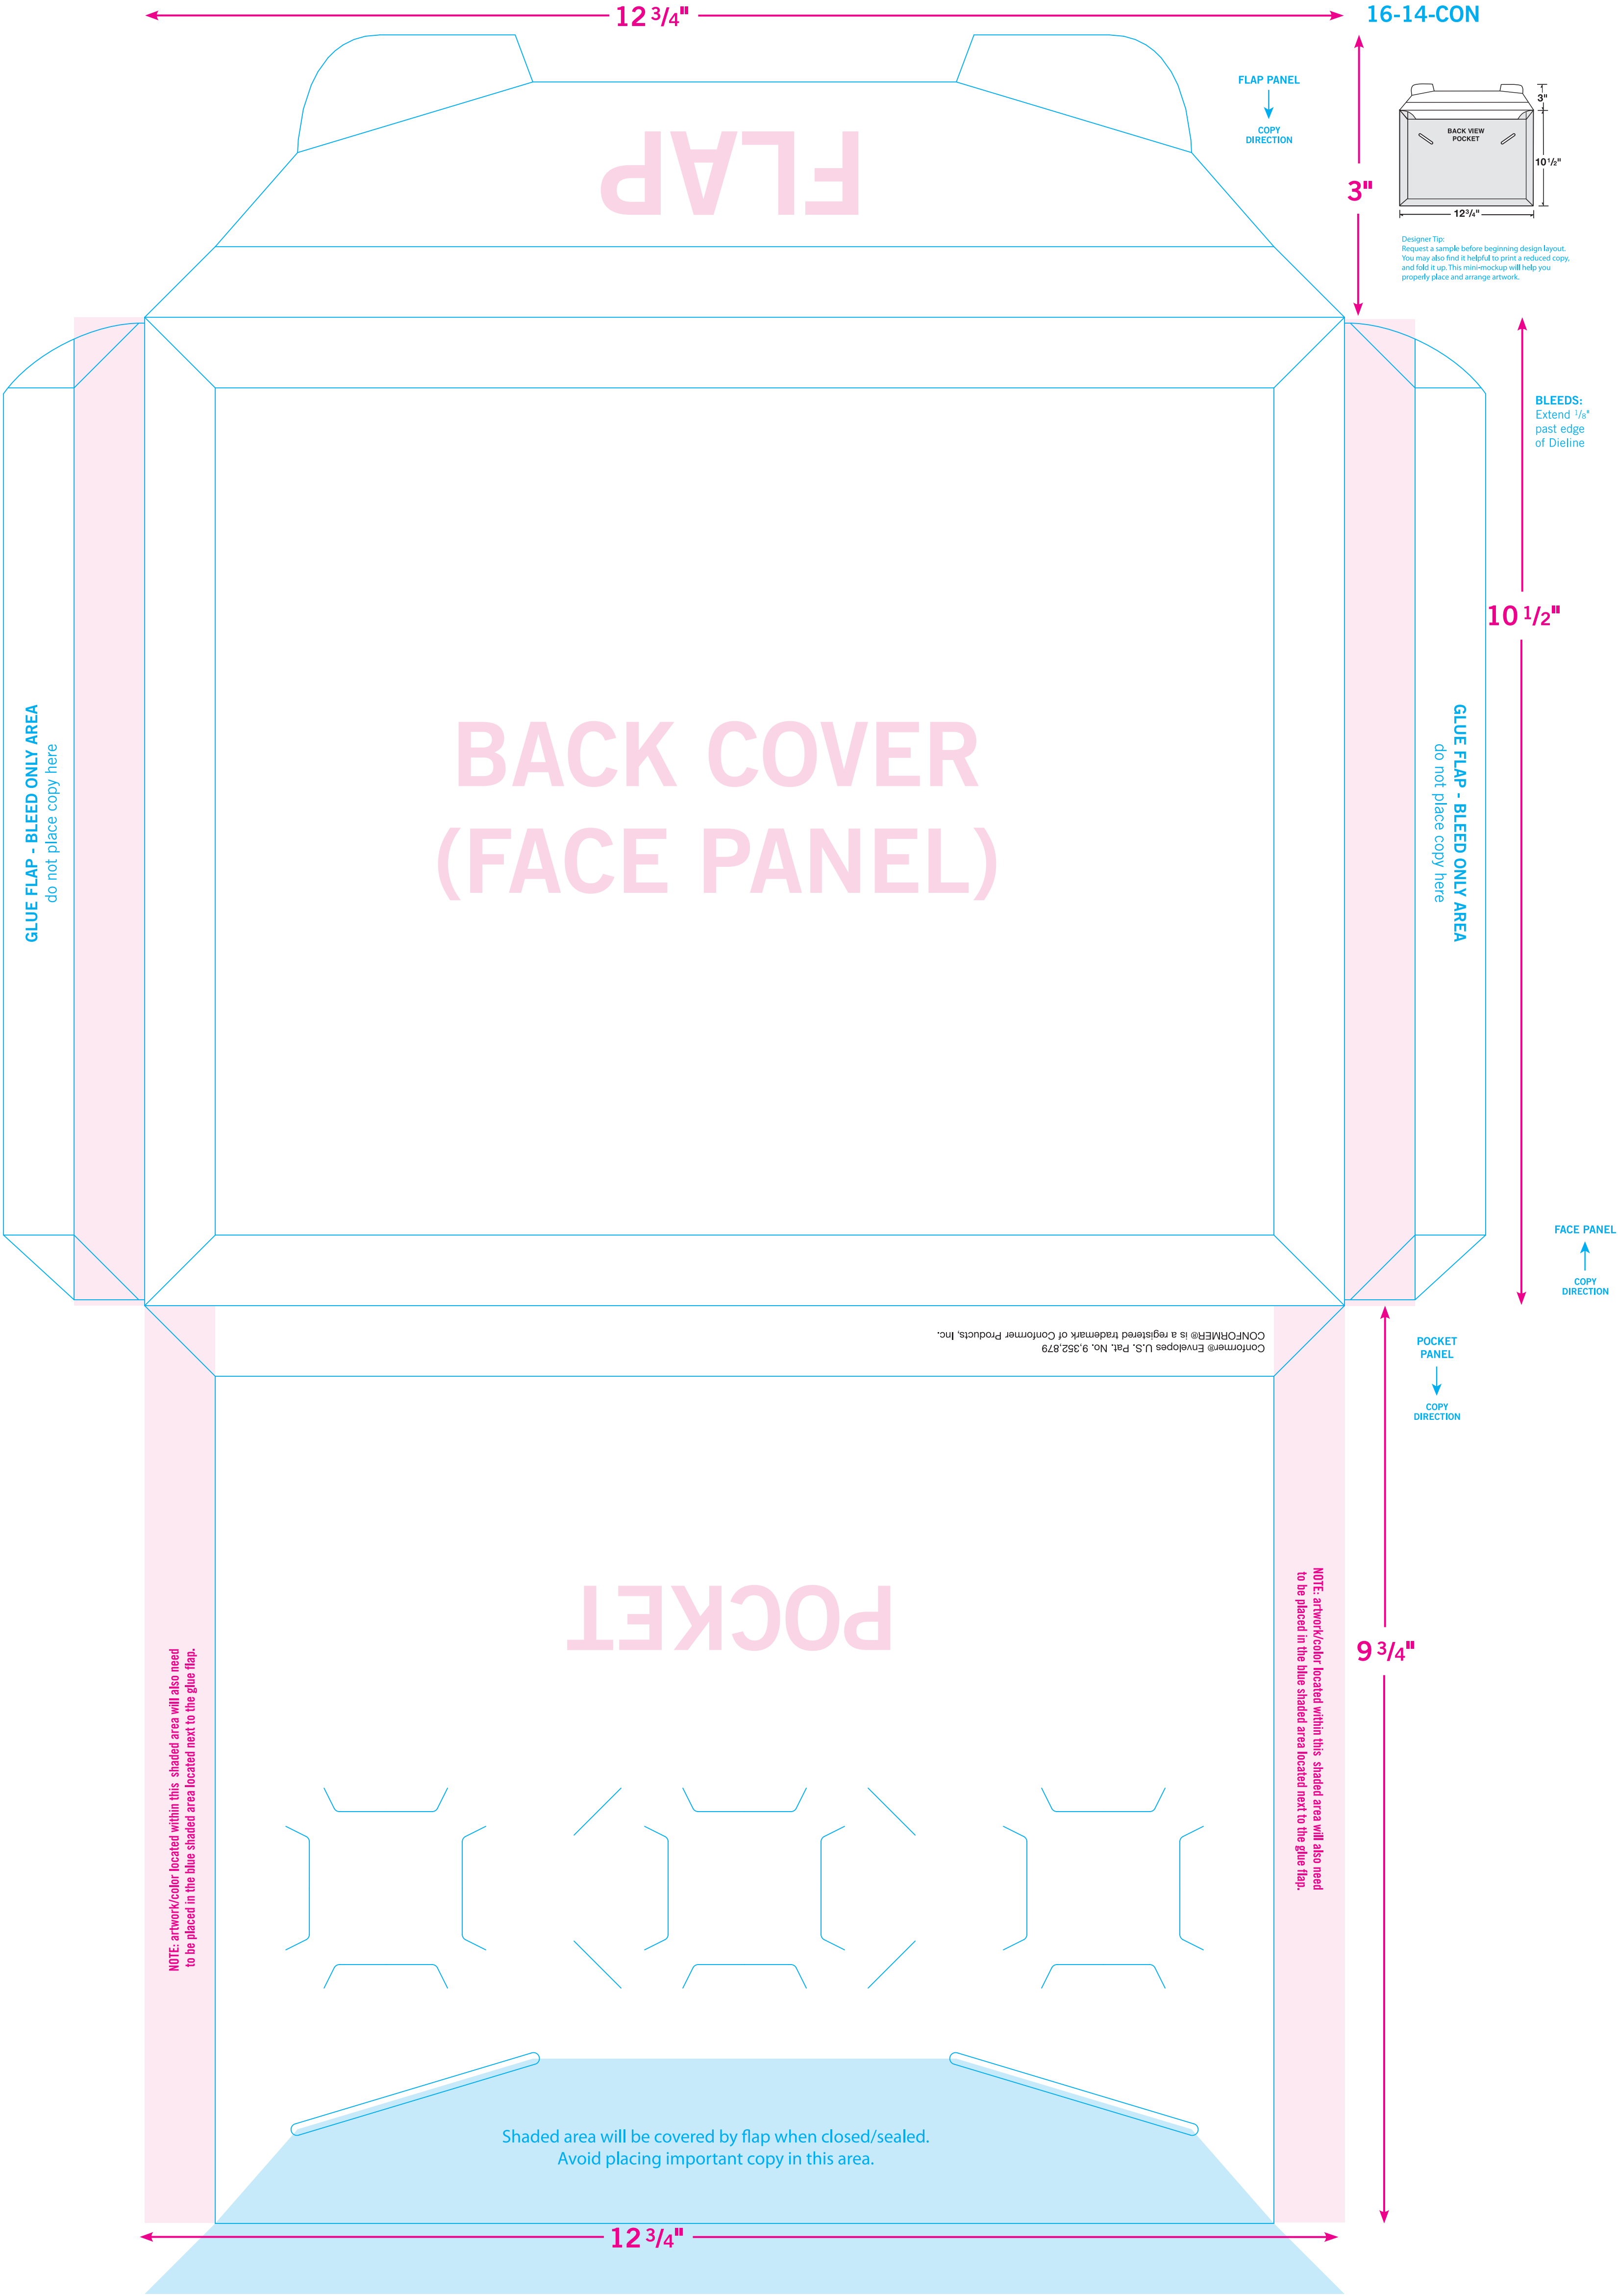 12 3/4"
16-14-CON
FLAP PANEL
COPY
DIRECTION
3"
BACK VIEW
POCKET
3"
10 1/2"
12 3/4"
Designer Tip:
Request a sample before beginning design layout.
You may also find it helpful to print a reduced copy,
and fold it up. This mini-mockup will help you
properly place and arrange artwork.
FLAP
BLEEDS:
Extend 1/8"
past edge
of Dieline
10 1/2"
BACK COVER
(FACE PANEL)
GLUE FLAP - BLEED ONLY AREA
do not place copy here
GLUE FLAP - BLEED ONLY AREA
do not place copy here
FACE PANEL
COPY
DIRECTION
Conformer® Envelopes U.S. Pat. No. 9,352,879
CONFORMER® is a registered trademark of Conformer Products, Inc.
POCKET
PANEL
COPY
DIRECTION
POCKET
9 3/4"
NOTE: artwork/color located within this shaded area will also need
to be placed in the blue shaded area located next to the glue flap.
NOTE: artwork/color located within this shaded area will also need
to be placed in the blue shaded area located next to the glue flap.
Shaded area will be covered by flap when closed/sealed.
Avoid placing important copy in this area.
12 3/4"